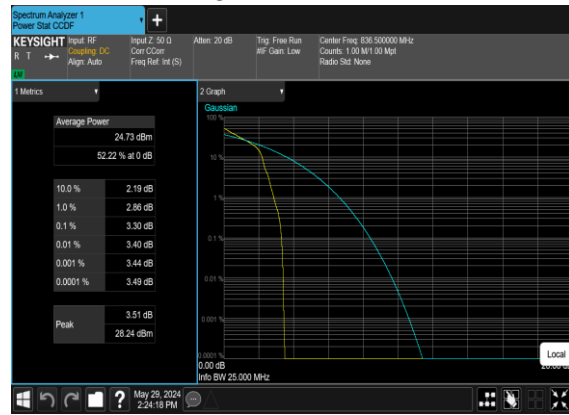 Spectrum Analyzer 1
Power Stat CCDF
KEYSIGHT
R T
LM
Input: RF
Coupling: DC
Align: Auto
Input Z: 50 Ω
Corr CCorr
Freq Ref: Int (S)
Atten: 20 dB
Trig: Free Run
#IF Gain: Low
Center Freq: 836.500000 MHz
Counts: 1.00 M/1.00 Mpt
Radio Std: None
1 Metrics
Average Power
24.73 dBm
52.22 % at 0 dB
10.0 % 2.19 dB
1.0 % 2.86 dB
0.1 % 3.30 dB
0.01 % 3.40 dB
0.001 % 3.44 dB
0.0001 % 3.49 dB
Peak
3.51 dB
28.24 dBm
2 Graph
Gaussian
100 %
10 %
1 %
0.1 %
0.01 %
0.001 %
0.0001 %
0.00 dB
Info BW 25.000 MHz
Local
?
May 29, 2024
2:24:18 PM